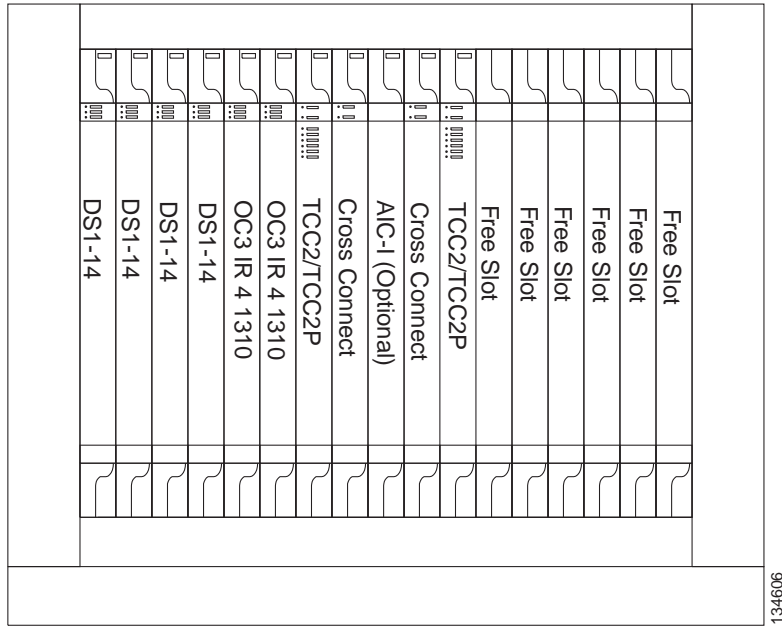 DS1-14
DS1-14
DS1-14
DS1-14
OC3 IR 4 1310
OC3 IR 4 1310
TCC2/TCC2P
Cross Connect
AIC-I (Optional)
Cross Connect
TCC2/TCC2P
Free Slot
Free Slot
Free Slot
Free Slot
Free Slot
Free Slot
134606